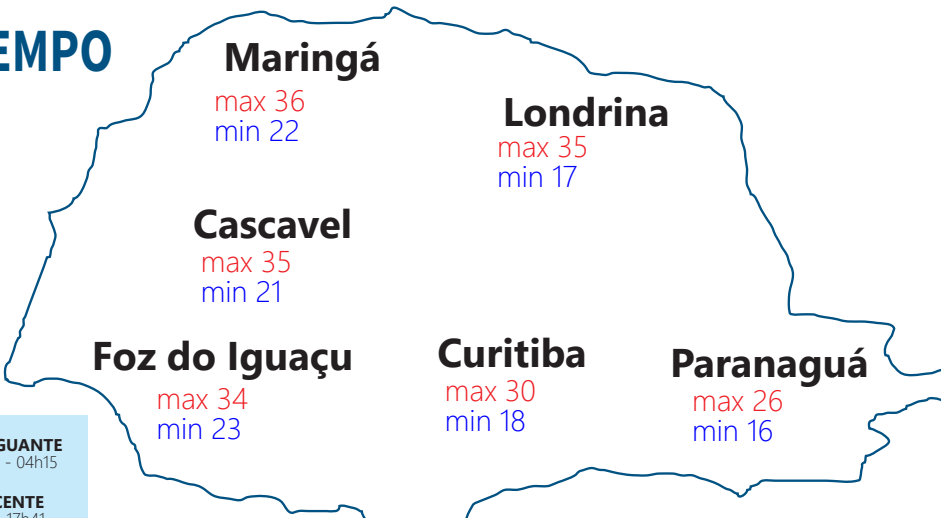 EMPO
Maringá
max 36
min 22
Londrina
max 35
min 17
Cascavel
max 35
min 21
Foz do Iguaçu
max 34
min 23
Curitiba
max 30
min 18
Paranaguá
max 26
min 16
GUANTE
- 04h15
CENTE
17h41